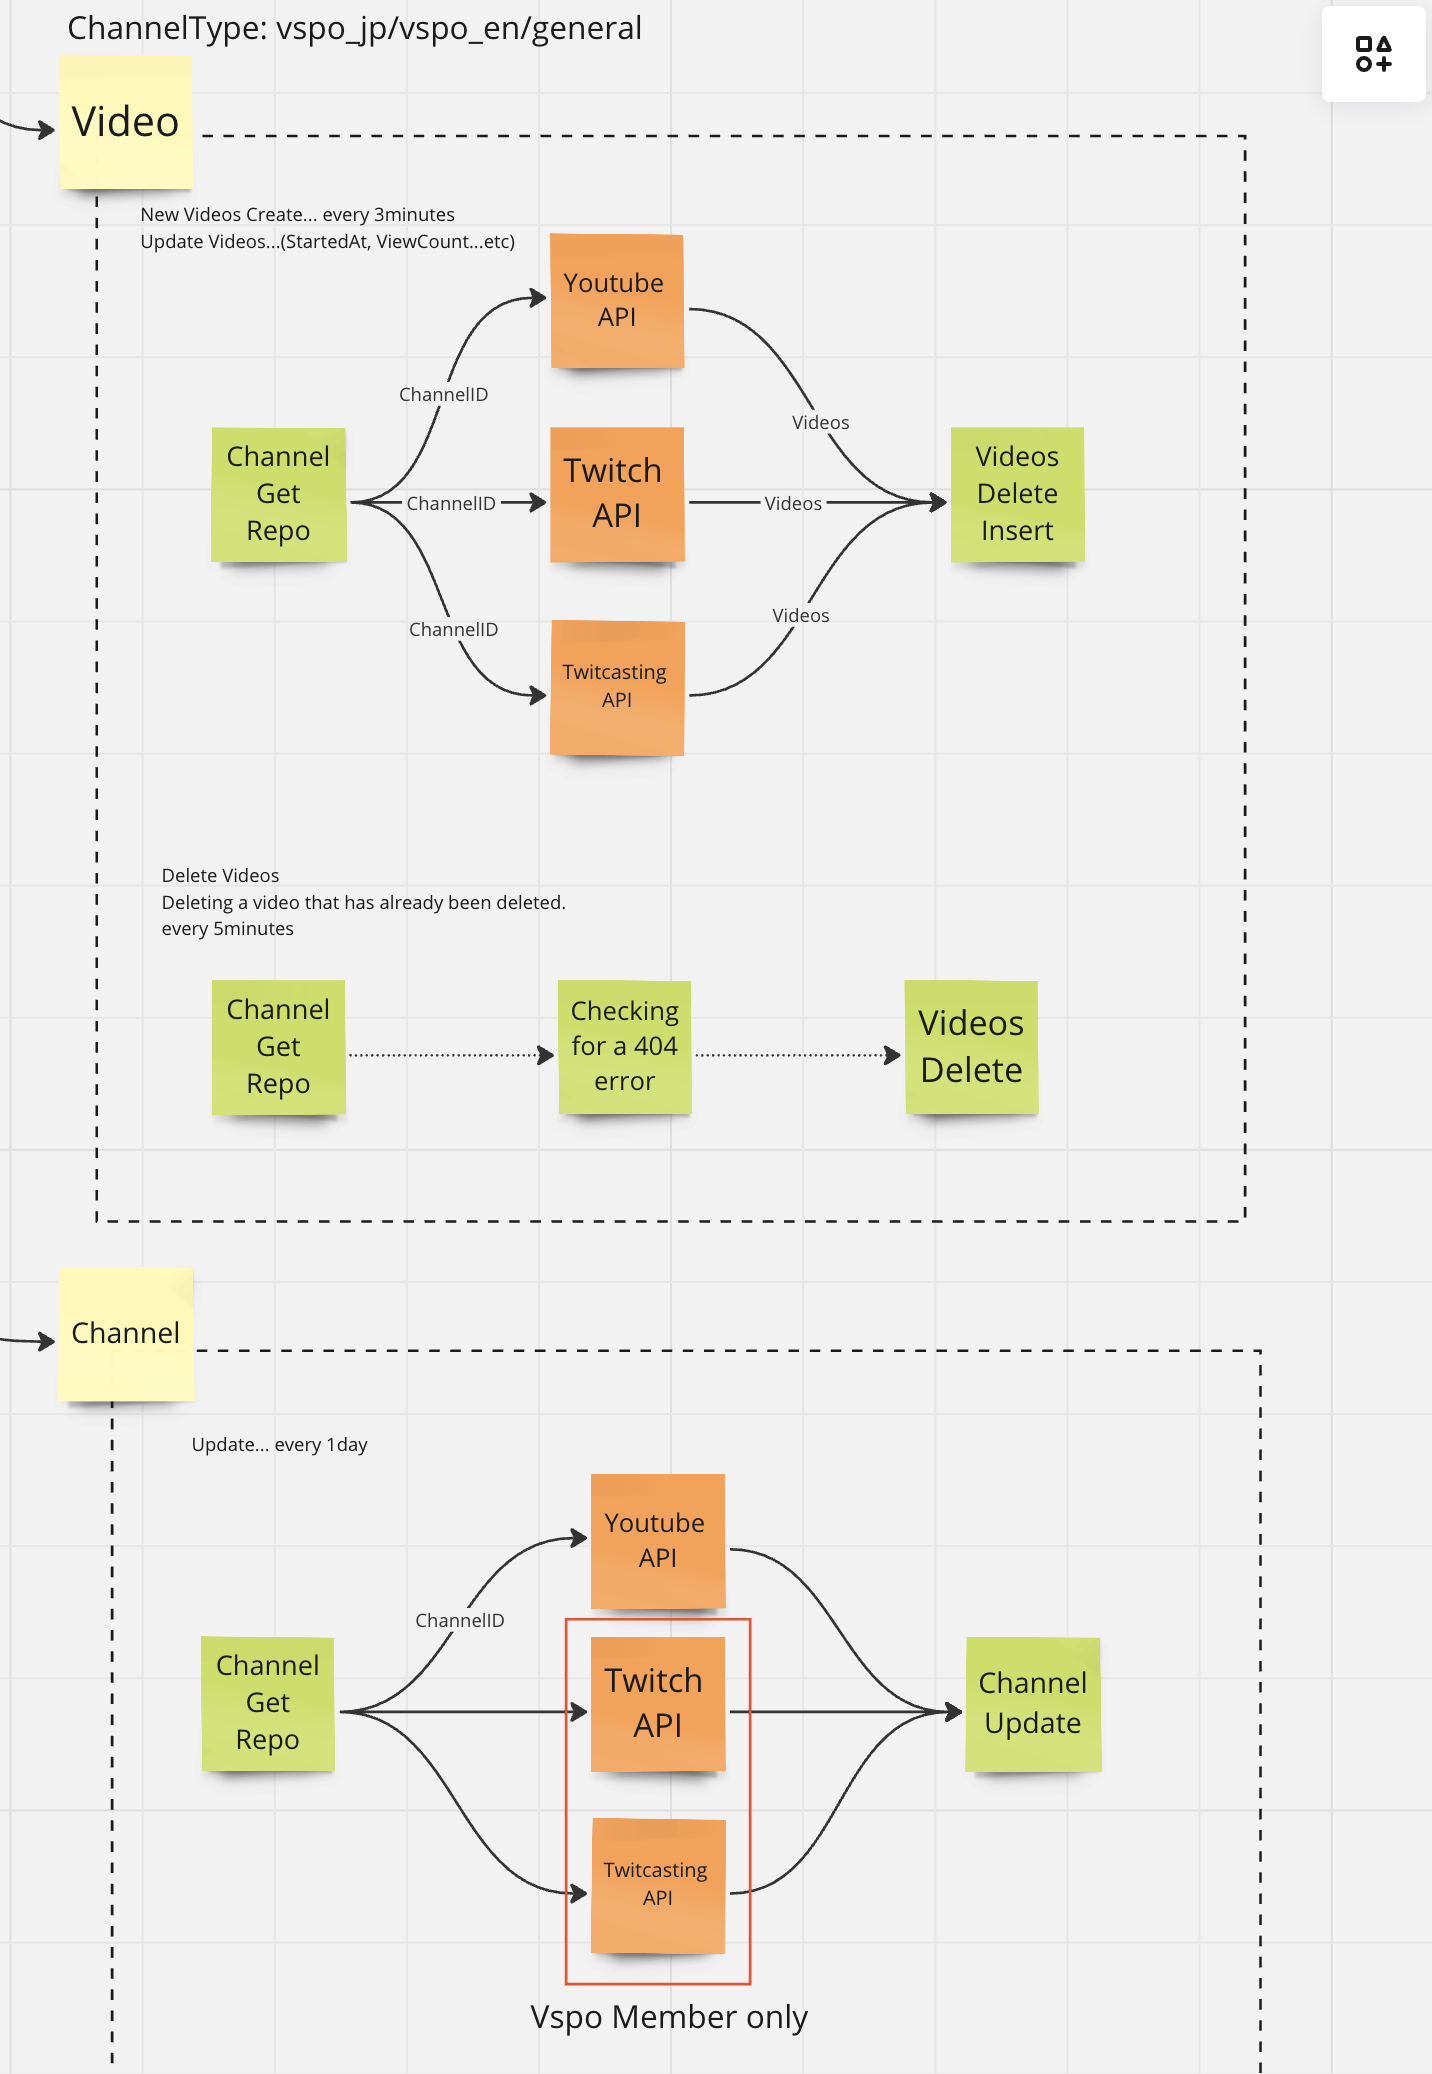 ChannelType: vspo_jp/vspo_en/general
Video
New Videos Create... every 3minutes
Update Videos...(StartedAt, ViewCount...etc)
Youtube
API
ChannelID
Videos
Channel
Get
Repo
ChannelID
Twitch
API
Videos
Videos
Delete
Insert
ChannelID
Videos
Twitcasting
API
Delete Videos
Deleting a video that has already been deleted.
every 5minutes
Channel
Get
Repo
Checking
for a 404
error
Videos
Delete
Channel
Update... every 1day
Youtube
API
ChannelID
Channel
Get
Repo
Twitch
API
Channel
Update
Twitcasting
API
Vspo Member only